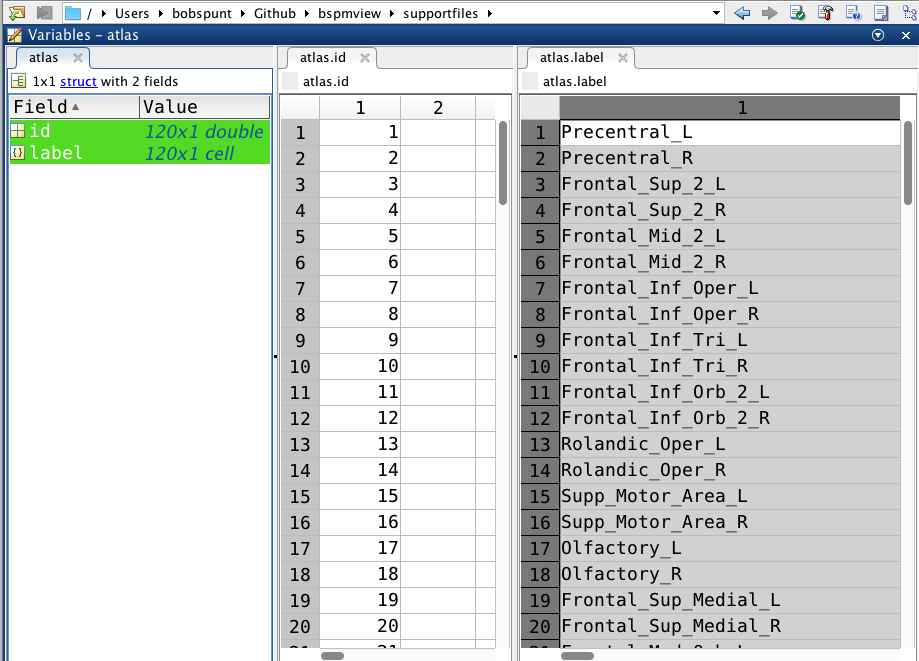 / Users bobspunt Github bspmview supportfiles
Variables - atlas
atlas
1x1 struct with 2 fields
Field Value
id 120x1 double
label 120x1 cell
atlas.id
atlas.id
1 2
1 1
2 2
3 3
4 4
5 5
6 6
7 7
8 8
9 9
10 10
11 11
12 12
13 13
14 14
15 15
16 16
17 17
18 18
19 19
20 20
21 21
atlas.label
atlas.label
1
1 Precentral_L
2 Precentral_R
3 Frontal_Sup_2_L
4 Frontal_Sup_2_R
5 Frontal_Mid_2_L
6 Frontal_Mid_2_R
7 Frontal_Inf_Oper_L
8 Frontal_Inf_Oper_R
9 Frontal_Inf_Tri_L
10 Frontal_Inf_Tri_R
11 Frontal_Inf_Orb_2_L
12 Frontal_Inf_Orb_2_R
13 Rolandic_Oper_L
14 Rolandic_Oper_R
15 Supp_Motor_Area_L
16 Supp_Motor_Area_R
17 Olfactory_L
18 Olfactory_R
19 Frontal_Sup_Medial_L
20 Frontal_Sup_Medial_R
21